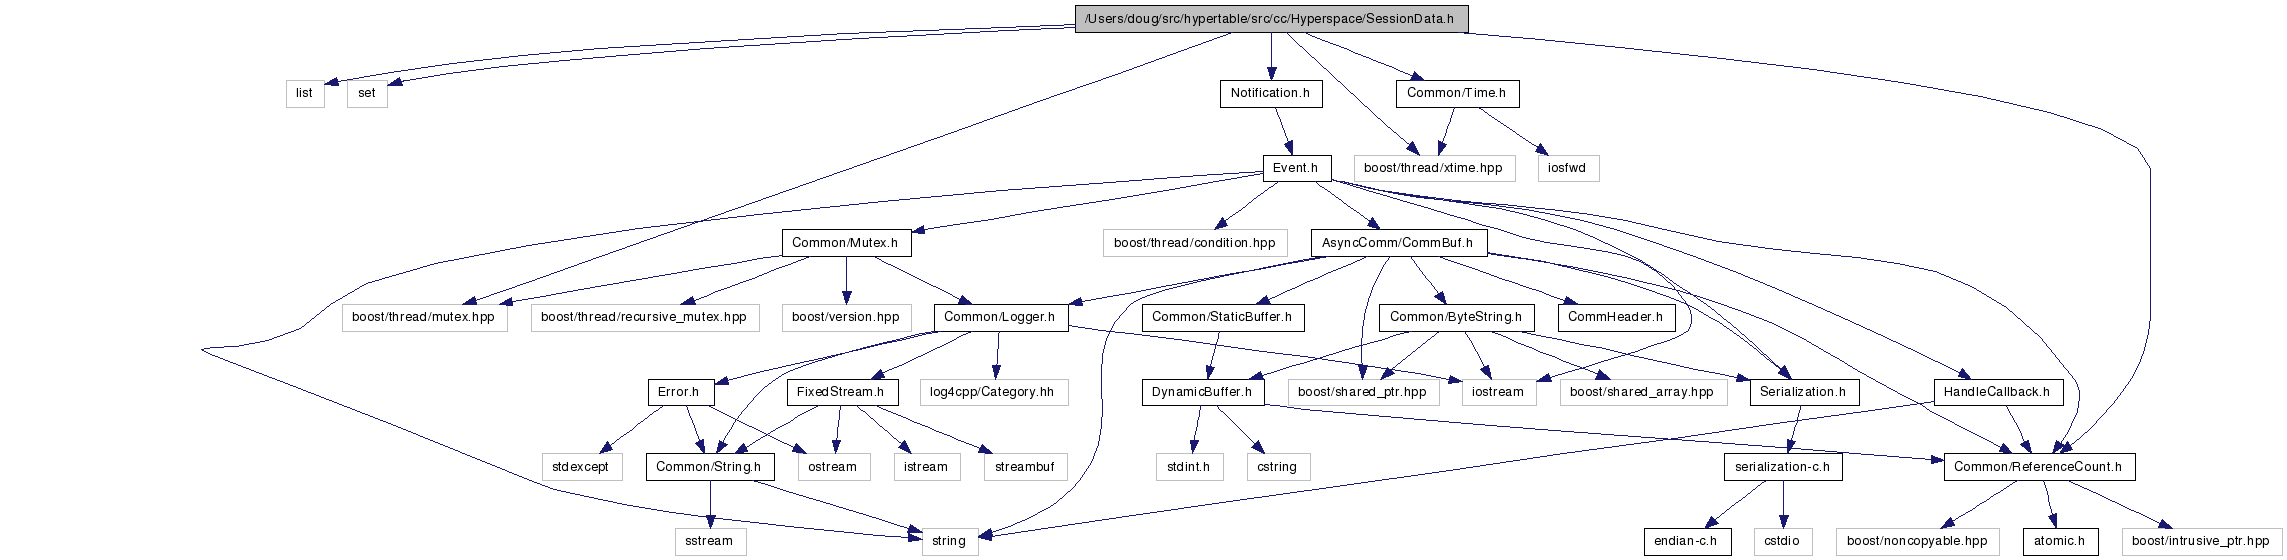 /Users/doug/src/hypertable/src/cc/Hyperspace/SessionData.h
list
set
Notification.h
Common/Time.h
Event.h
boost/thread/xtime.hpp
iosfwd
Common/Mutex.h
boost/thread/condition.hpp
AsyncComm/CommBuf.h
boost/thread/mutex.hpp
boost/thread/recursive_mutex.hpp
boost/version.hpp
Common/Logger.h
Common/StaticBuffer.h
Common/ByteString.h
CommHeader.h
Error.h
FixedStream.h
log4cpp/Category.hh
DynamicBuffer.h
boost/shared_ptr.hpp
iostream
boost/shared_array.hpp
Serialization.h
HandleCallback.h
stdexcept
Common/String.h
ostream
istream
streambuf
stdint.h
cstring
serialization-c.h
Common/ReferenceCount.h
sstream
string
endian-c.h
cstdio
boost/noncopyable.hpp
atomic.h
boost/intrusive_ptr.hpp